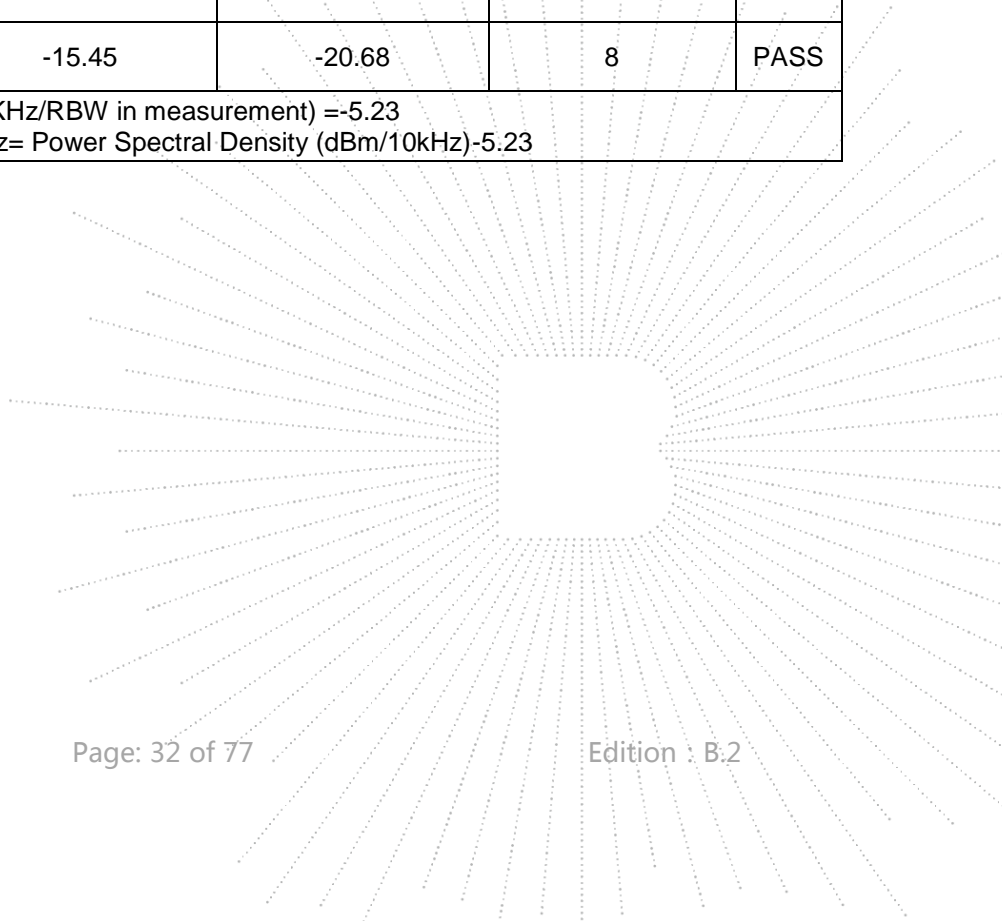 -15.45 -20.68 8 PASS
KHz/RBW in measurement) =-5.23
z= Power Spectral Density (dBm/10kHz)-5.23
Page: 32 of 77 Edition : B.2